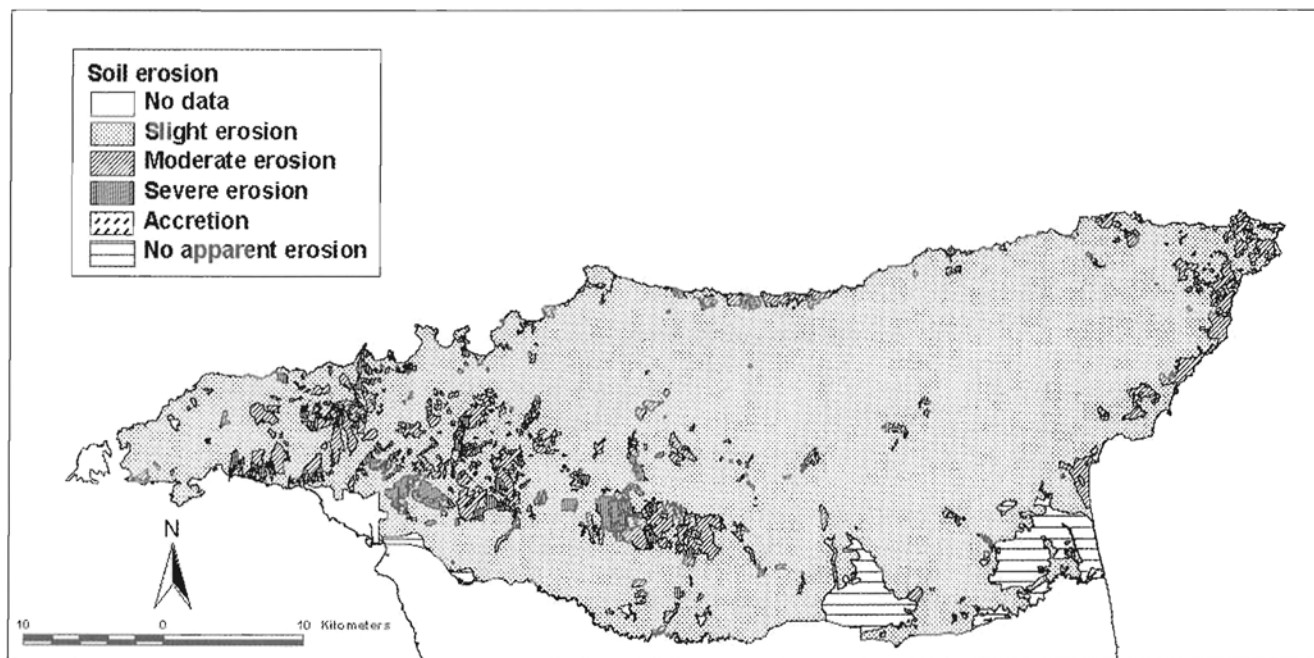 Soil erosion
No data
Slight erosion
Moderate erosion
Severe erosion
Accretion
No apparent erosion
N
10 0 10 Kilometers